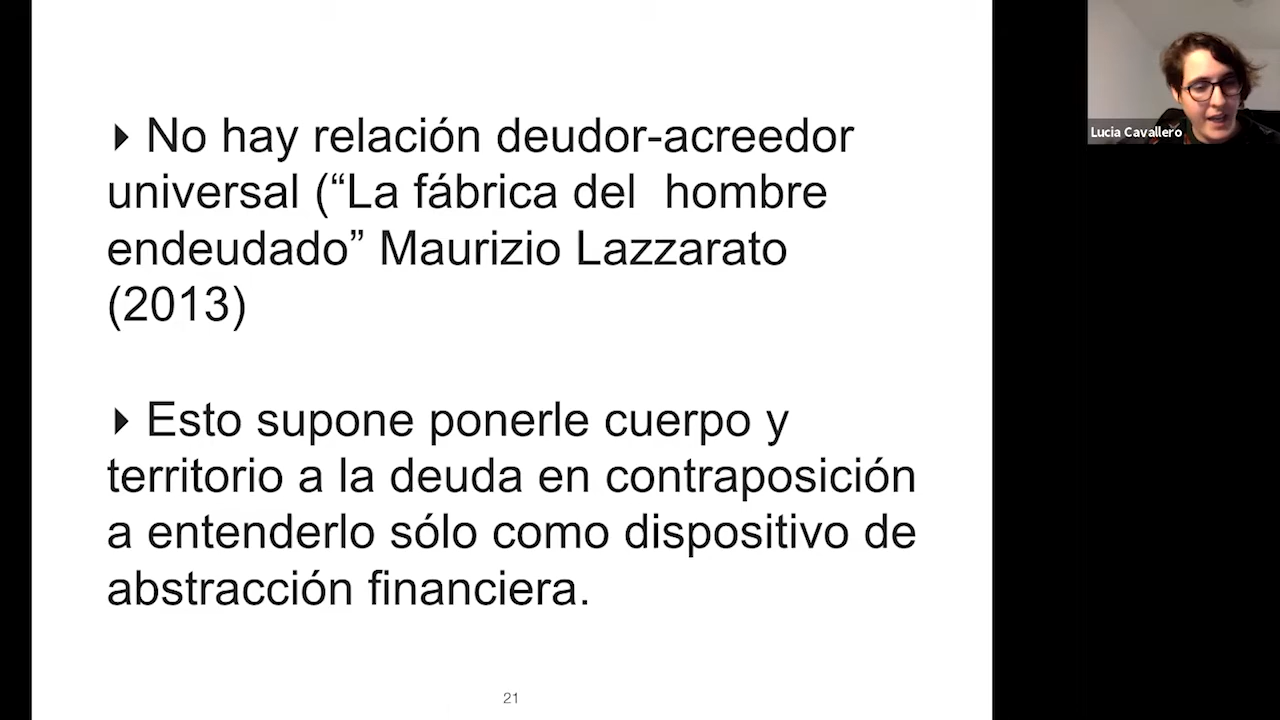 ‣ No hay relación deudor-acreedor
universal (“La fábrica del  hombre
endeudado” Maurizio Lazzarato
(2013)
‣ Esto supone ponerle cuerpo y
territorio a la deuda en contraposición
a entenderlo sólo como dispositivo de
abstracción financiera.
21
Lucia Cavallero